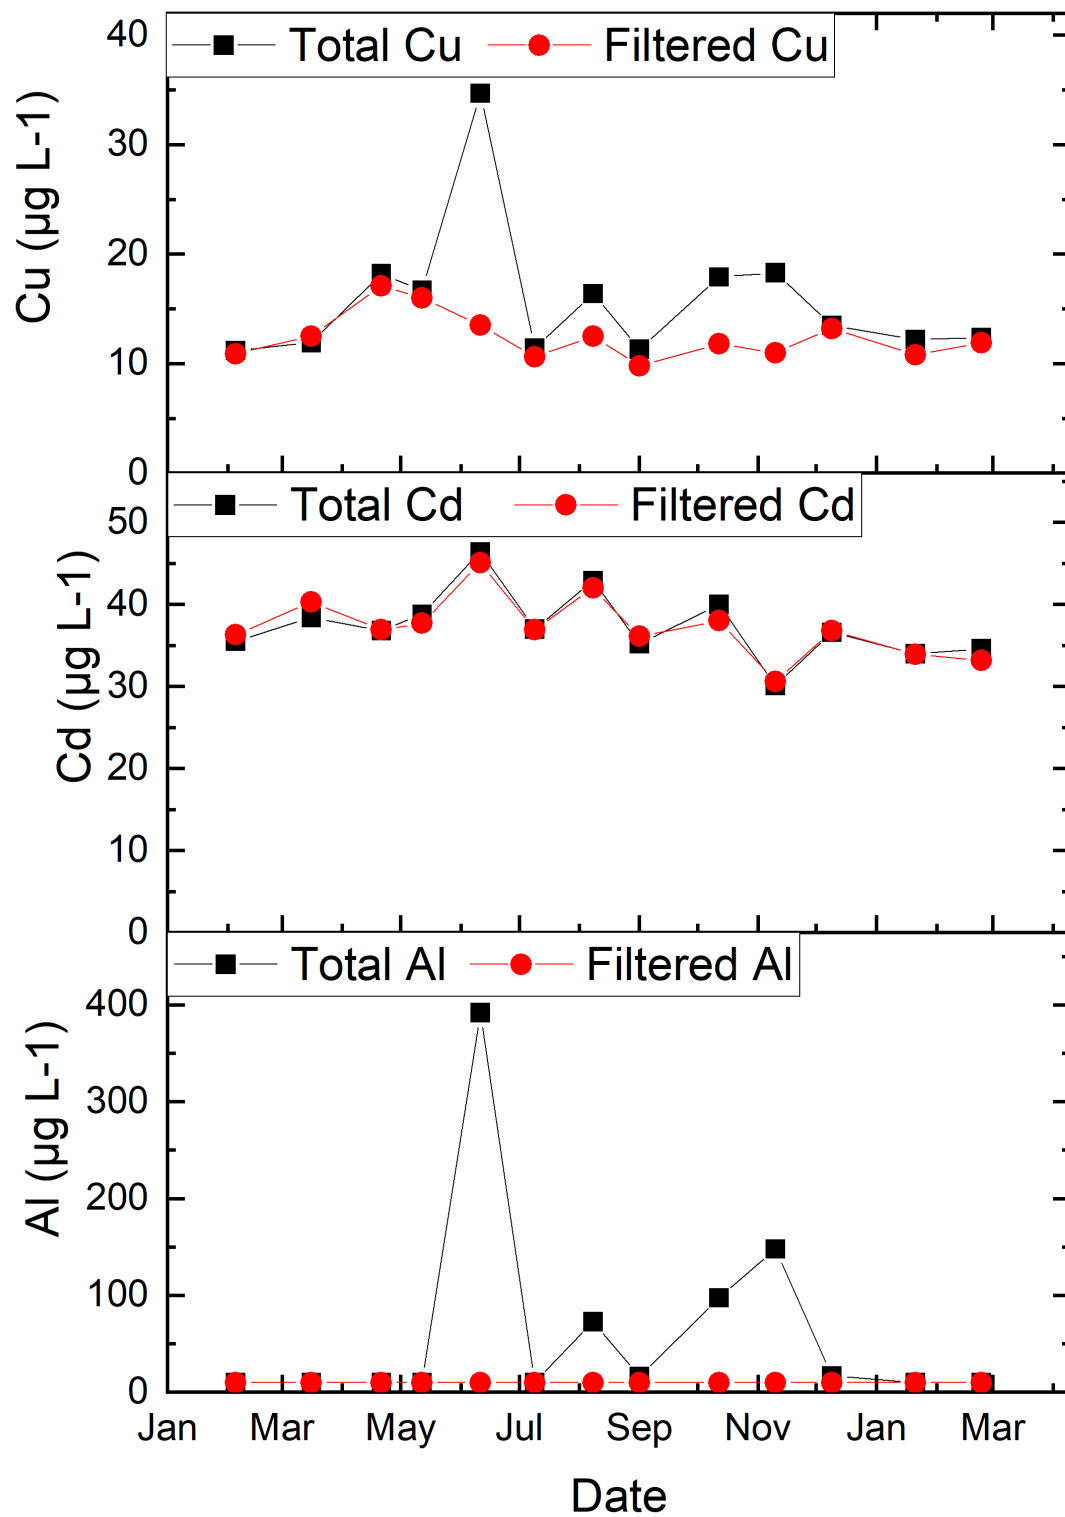 Total Cu Filtered Cu
40
30
20
10
0
Cu (µg L-1)
Total Cd Filtered Cd
50
40
30
20
10
0
Cd (µg L-1)
Total Al Filtered Al
400
300
200
100
0
Al (µg L-1)
Jan Mar May Jul Sep Nov Jan Mar
Date